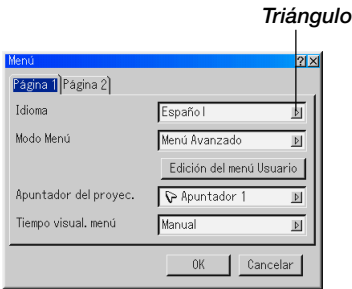 Triángulo
Menú
Página 1 Página 2
Idioma Español
Modo Menú Menú Avanzado
Edición del menú Usuario
Apuntador del proyec. Apuntador 1
Tiempo visual. menú Manual
OK Cancelar